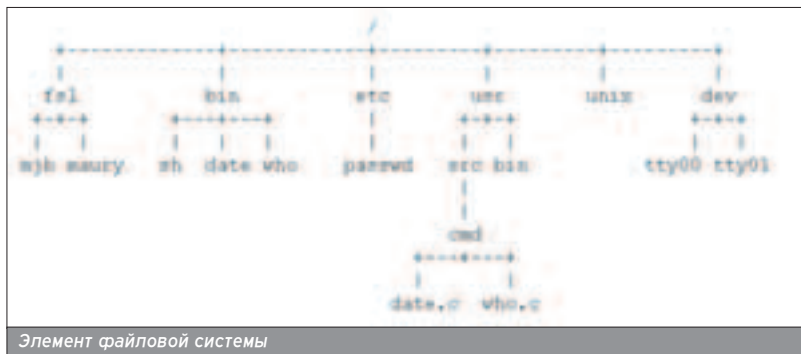 /
fsl bin etc usr unix dev
mjb maury sh date who passwd src bin tty00 tty01
cmd
date.c who.c
Элемент файловой системы